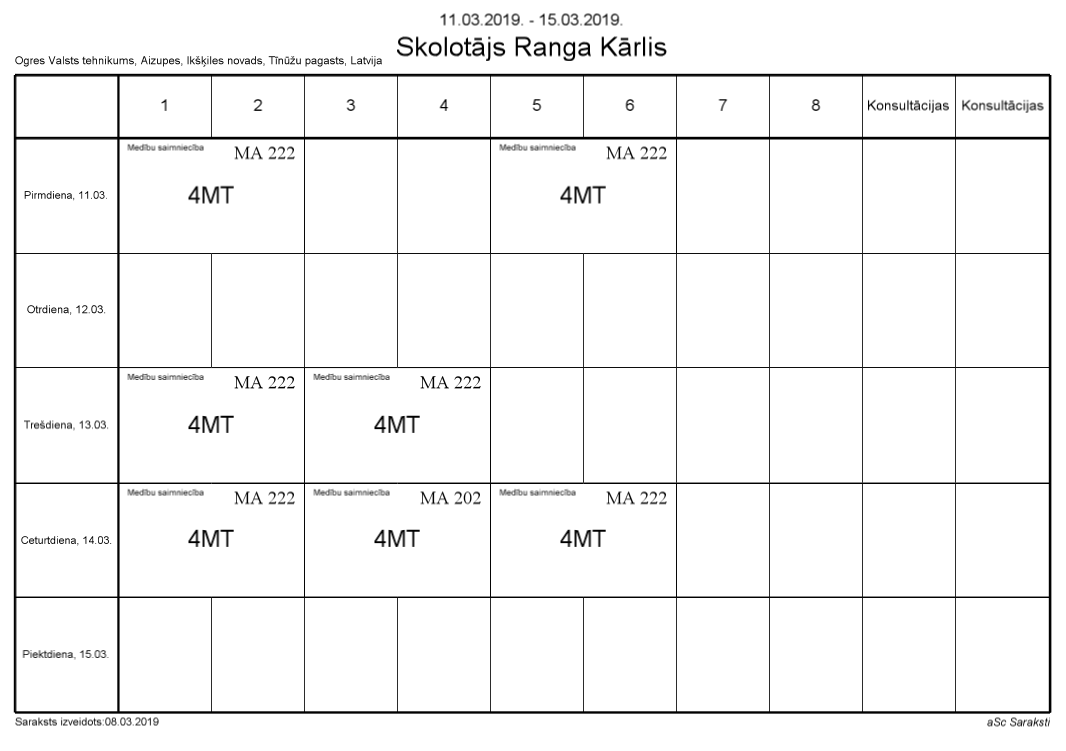 11.03.2019. - 15.03.2019.
Skolotājs Ranga Kārlis
Ogres Valsts tehnikums, Aizupes, Ikšķiles novads, Tīnūžu pagasts, Latvija
1 2 3 4 5 6 7 8 Konsultācijas Konsultācijas
Medību saimniecība MA 222 Medību saimniecība MA 222
Pirmdiena, 11.03. 4MT 4MT
Otrdiena, 12.03.
Medību saimniecība MA 222 Medību saimniecība MA 222
Trešdiena, 13.03. 4MT 4MT
Medību saimniecība MA 222 Medību saimniecība MA 202 Medību saimniecība MA 222
Ceturtdiena, 14.03. 4MT 4MT 4MT
Piektdiena, 15.03.
Saraksts izveidots:08.03.2019 aSc Saraksti